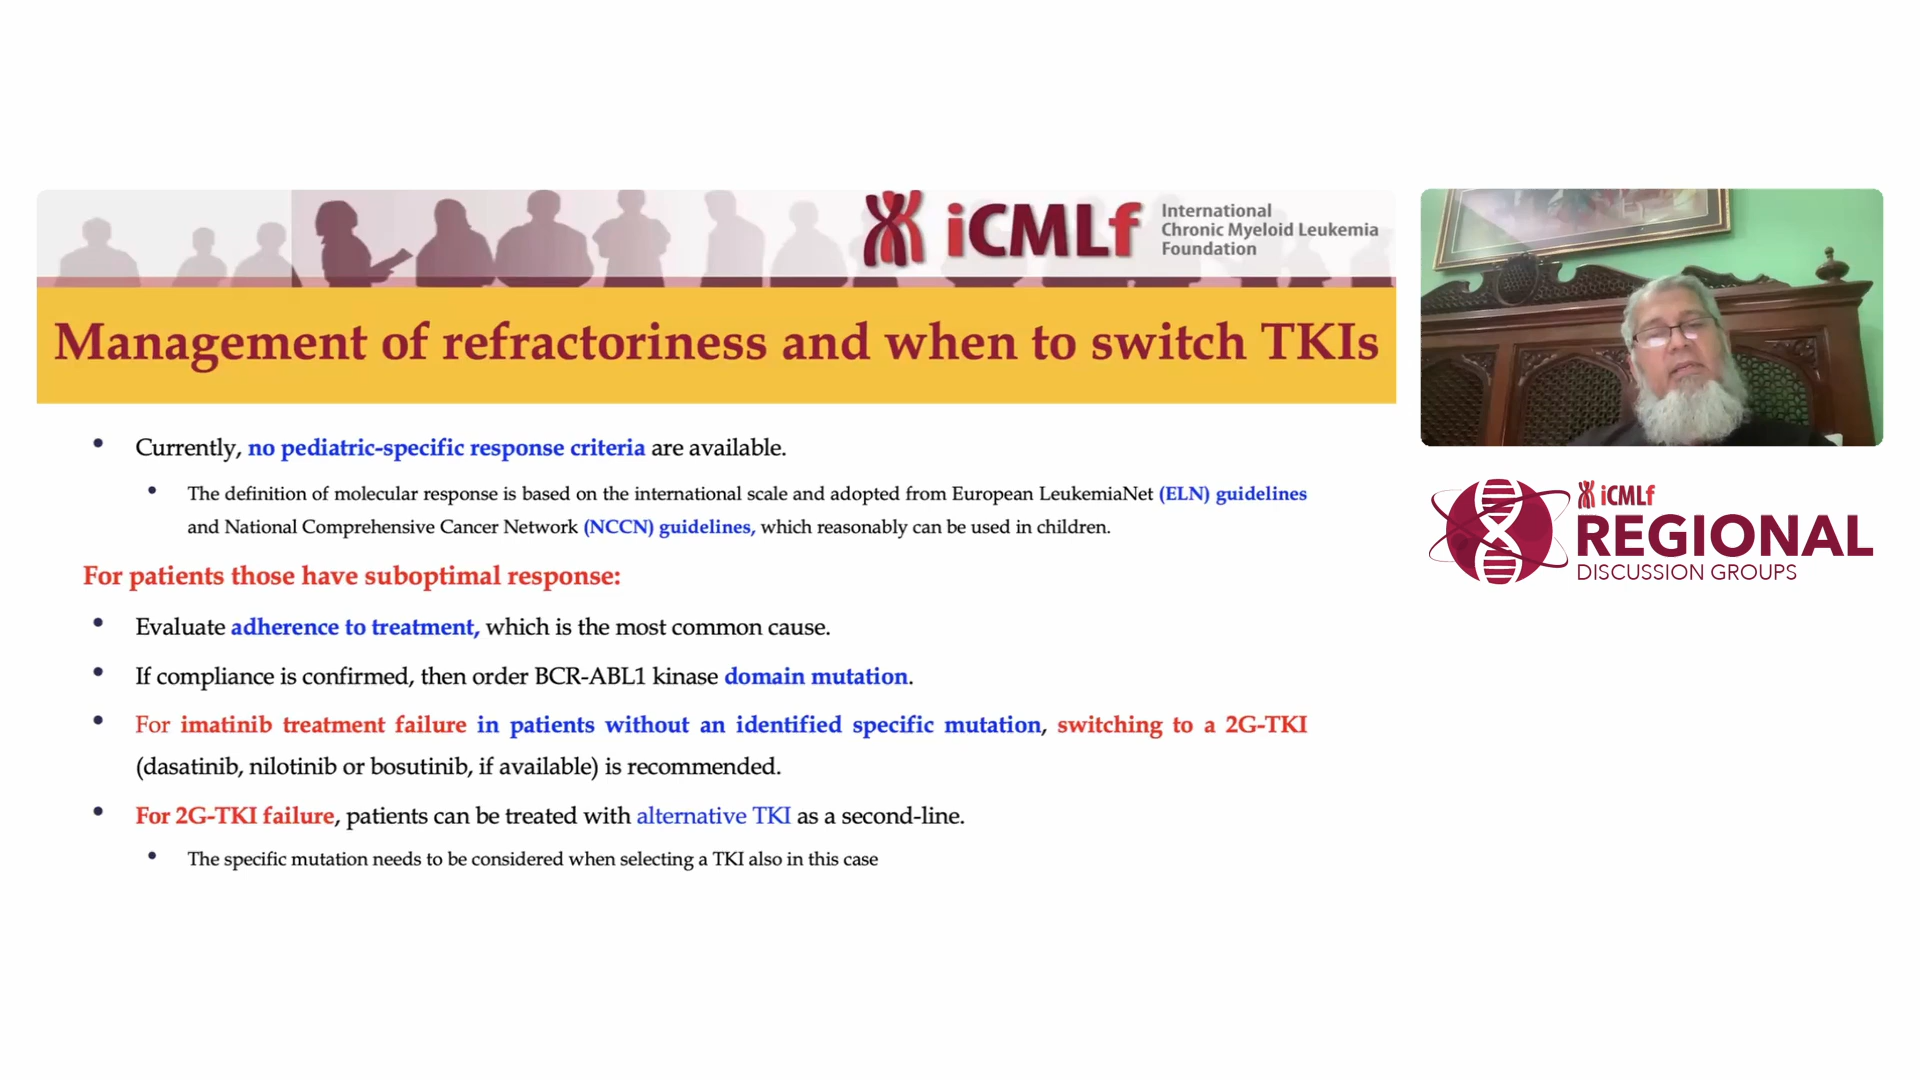 iCMLf
International
Chronic Myeloid Leukemia
Foundation
Management of refractoriness and when to switch TKIs
• Currently, no pediatric-specific response criteria are available.
• The definition of molecular response is based on the international scale and adopted from European LeukemiaNet (ELN) guidelines
and National Comprehensive Cancer Network (NCCN) guidelines, which reasonably can be used in children.
For patients those have suboptimal response:
• Evaluate adherence to treatment, which is the most common cause.
• If compliance is confirmed, then order BCR-ABL1 kinase domain mutation.
• For imatinib treatment failure in patients without an identified specific mutation, switching to a 2G-TKI
(dasatinib, nilotinib or bosutinib, if available) is recommended.
• For 2G-TKI failure, patients can be treated with alternative TKI as a second-line.
• The specific mutation needs to be considered when selecting a TKI also in this case
iCMLf
REGIONAL
DISCUSSION GROUPS